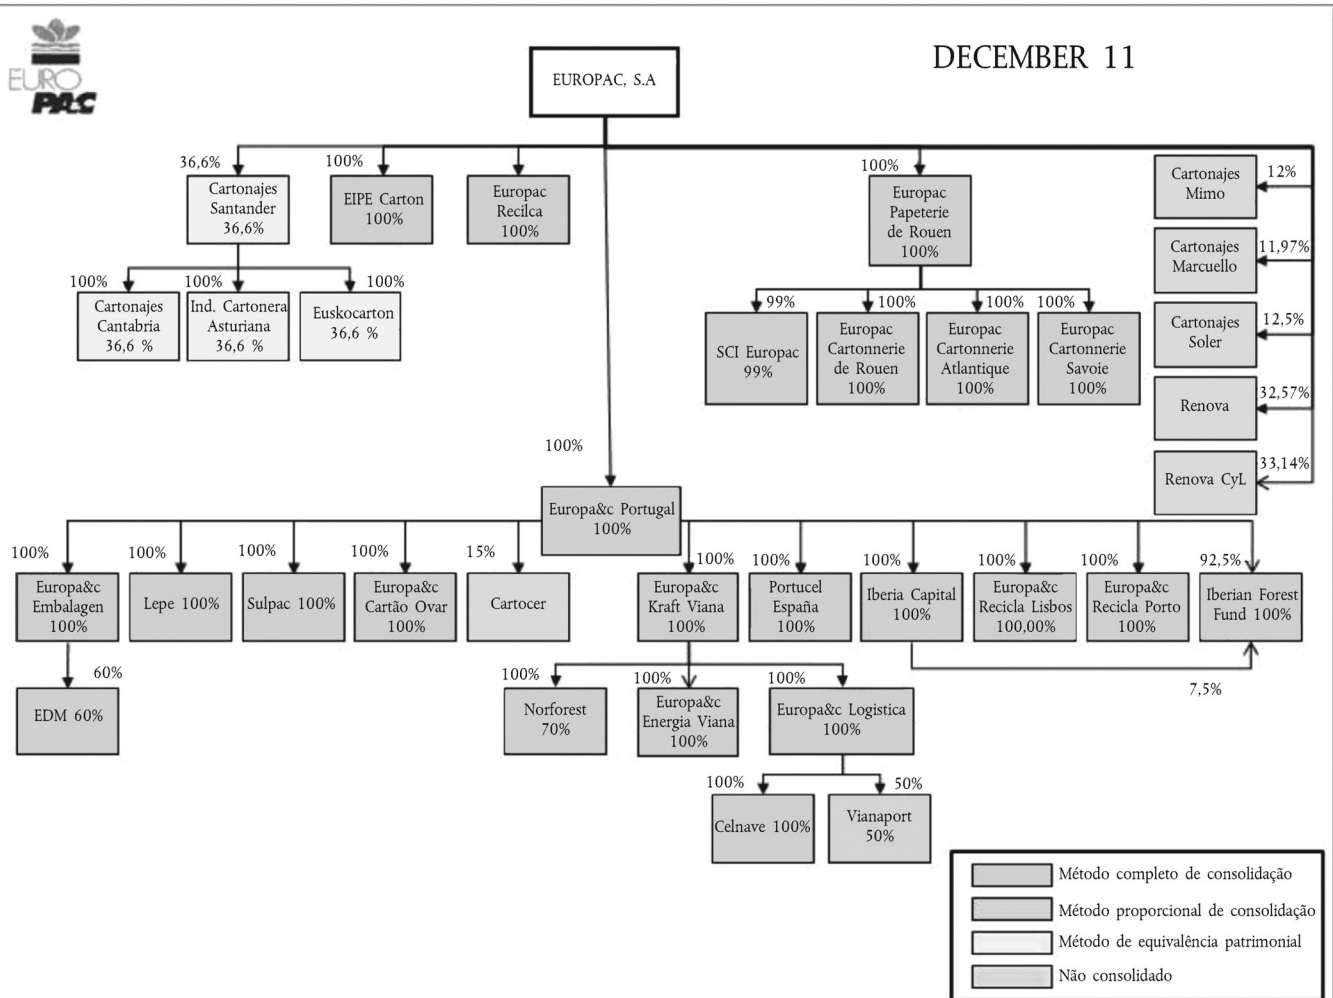 EURO
PAC
DECEMBER 11
EUROPAC, S.A
36,6%
Cartonajes
Santander
36,6%
100%
EIPE Carton
100%
Europac
Recilca
100%
100%
Europac
Papeterie
de Rouen
100%
Cartonajes
Mimo
12%
Cartonajes
Marcuello
11,97%
Cartonajes
Soler
12,5%
Renova
32,57%
Renova CyL
33,14%
100%
Cartonajes
Cantabria
36,6 %
100%
Ind. Cartonera
Asturiana
36,6 %
100%
Euskocarton
36,6 %
99%
SCI Europac
99%
100%
Europac
Cartonnerie
de Rouen
100%
100%
Europac
Cartonnerie
Atlantique
100%
100%
Europac
Cartonnerie
Savoie
100%
100%
Europa&c Portugal
100%
100%
Europa&c
Embalagen
100%
100%
Lepe 100%
100%
Sulpac 100%
100%
Europa&c
Cartão Ovar
100%
15%
Cartocer
100%
Europa&c
Kraft Viana
100%
100%
Portucel
España
100%
100%
Iberia Capital
100%
100%
Europa&c
Recicla Lisbos
100,00%
100%
Europa&c
Recicla Porto
100%
92,5%
Iberian Forest
Fund 100%
7,5%
60%
EDM 60%
100%
Norforest
70%
100%
Europa&c
Energia Viana
100%
100%
Europa&c Logistica
100%
100%
Celnave 100%
50%
Vianaport
50%
Método completo de consolidação
Método proporcional de consolidação
Método de equivalência patrimonial
Não consolidado